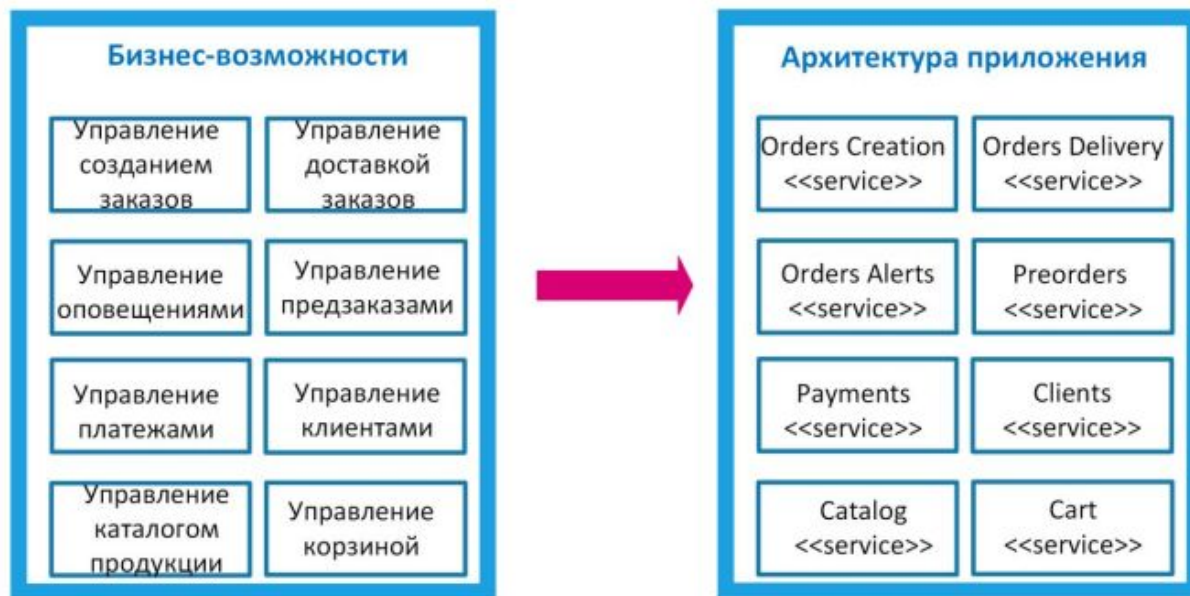 Бизнес-возможности
Управление
созданием
заказов
Управление
доставкой
заказов
Управление
оповещениями
Управление
предзаказами
Управление
платежами
Управление
клиентами
Управление
каталогом
продукции
Управление
корзиной
Архитектура приложения
Orders Creation
<<service>>
Orders Delivery
<<service>>
Orders Alerts
<<service>>
Preorders
<<service>>
Payments
<<service>>
Clients
<<service>>
Catalog
<<service>>
Cart
<<service>>